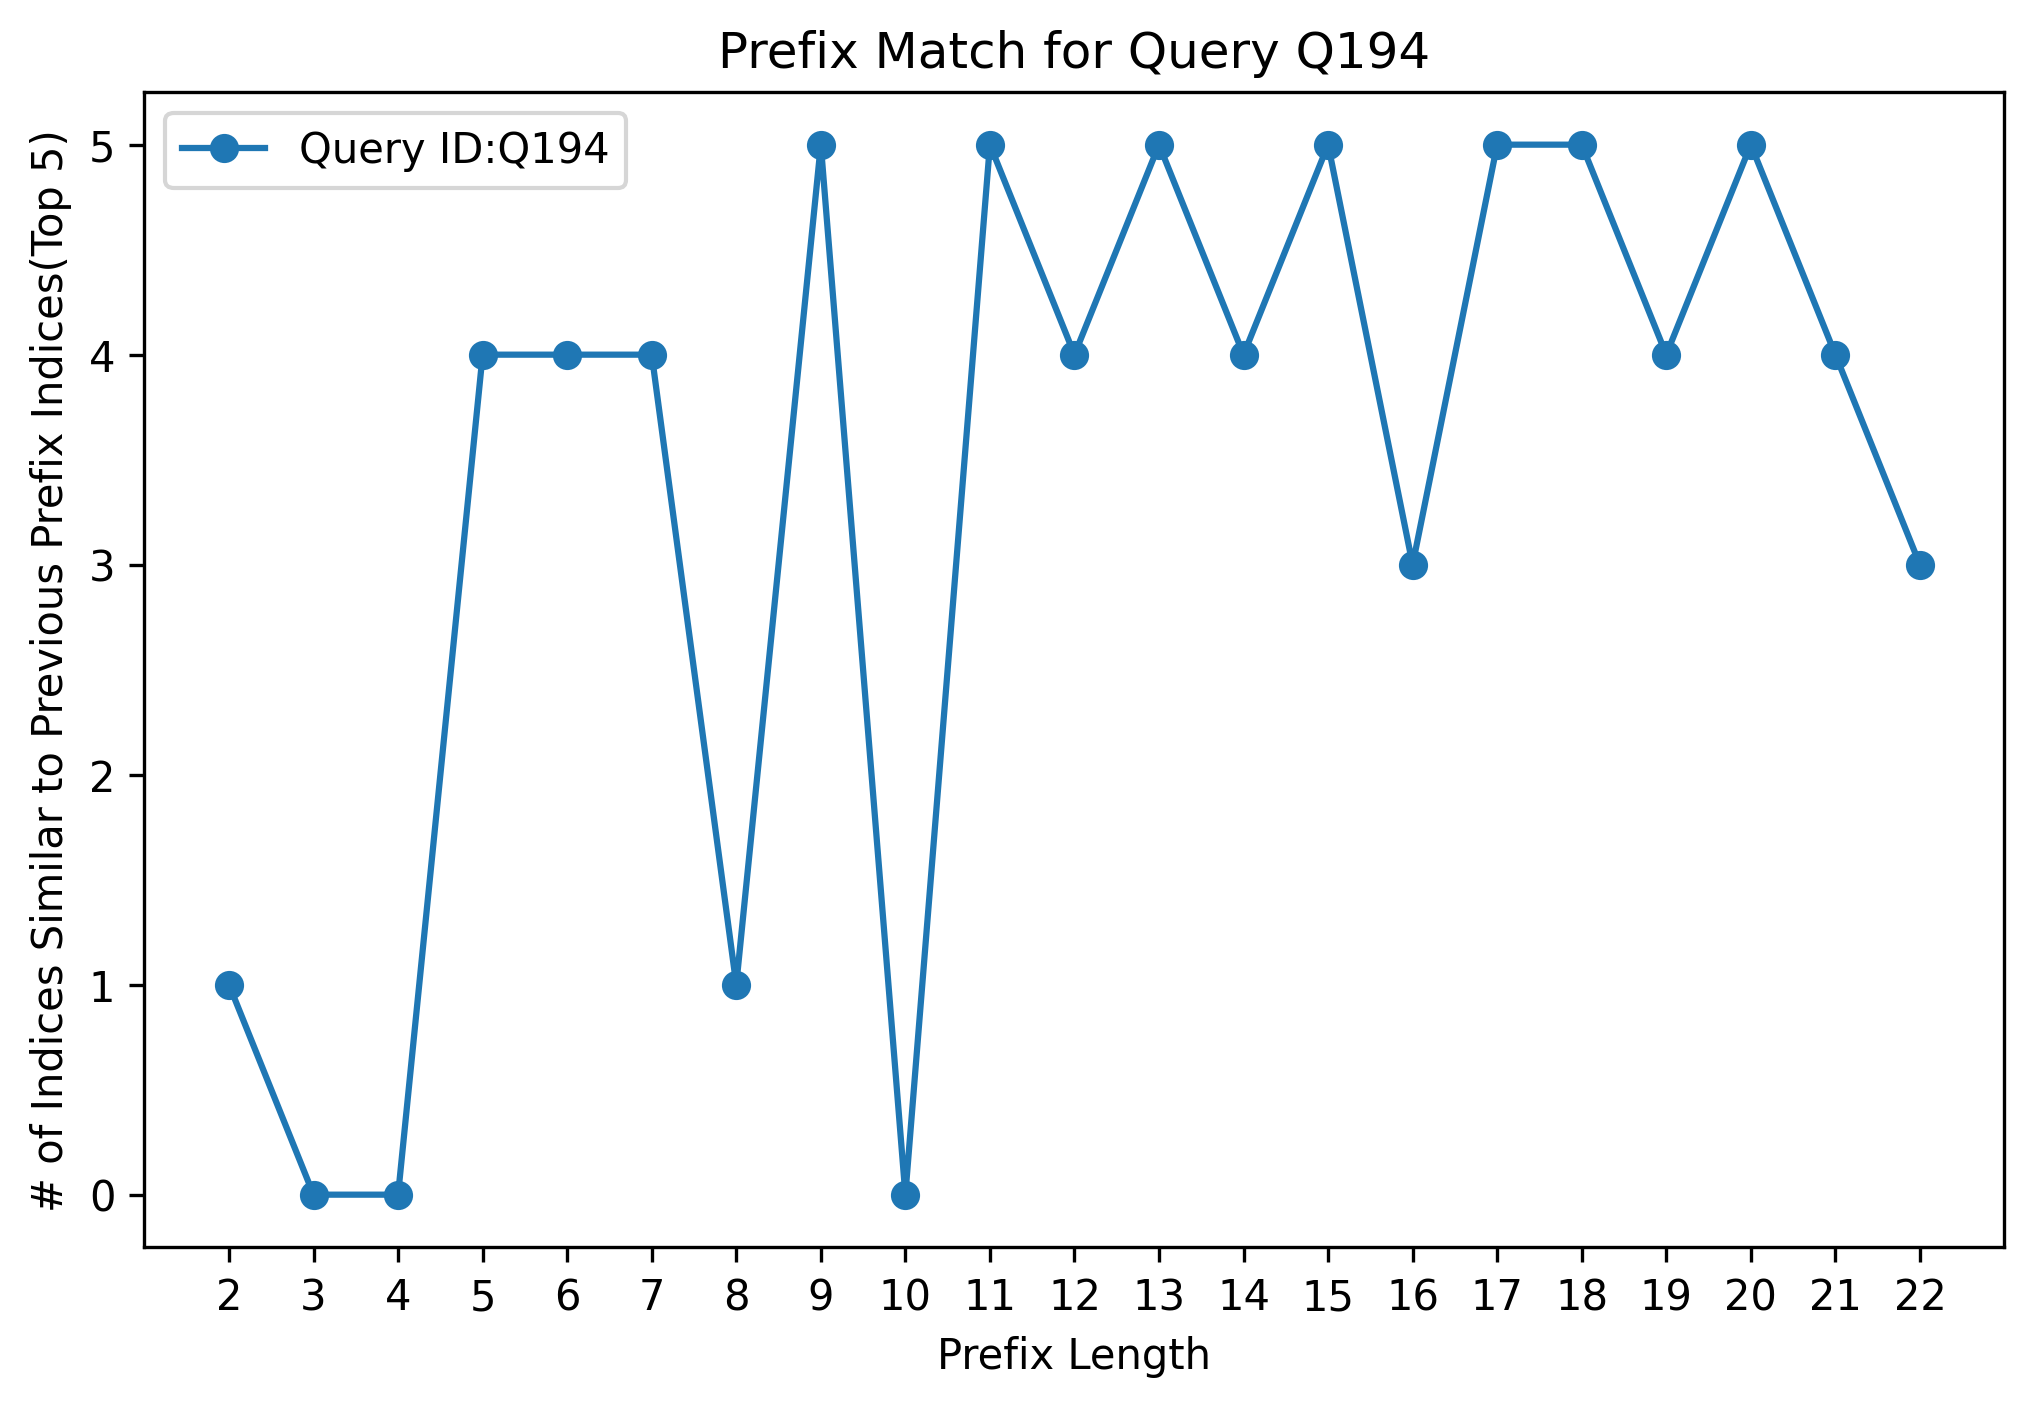 Prefix Match for Query Q194
Query ID:Q194
# of Indices Similar to Previous Prefix Indices(Top 5)
5
4
3
2
1
0
2 3 4 5 6 7 8 9 10 11 12 13 14 15 16 17 18 19 20 21 22
Prefix Length